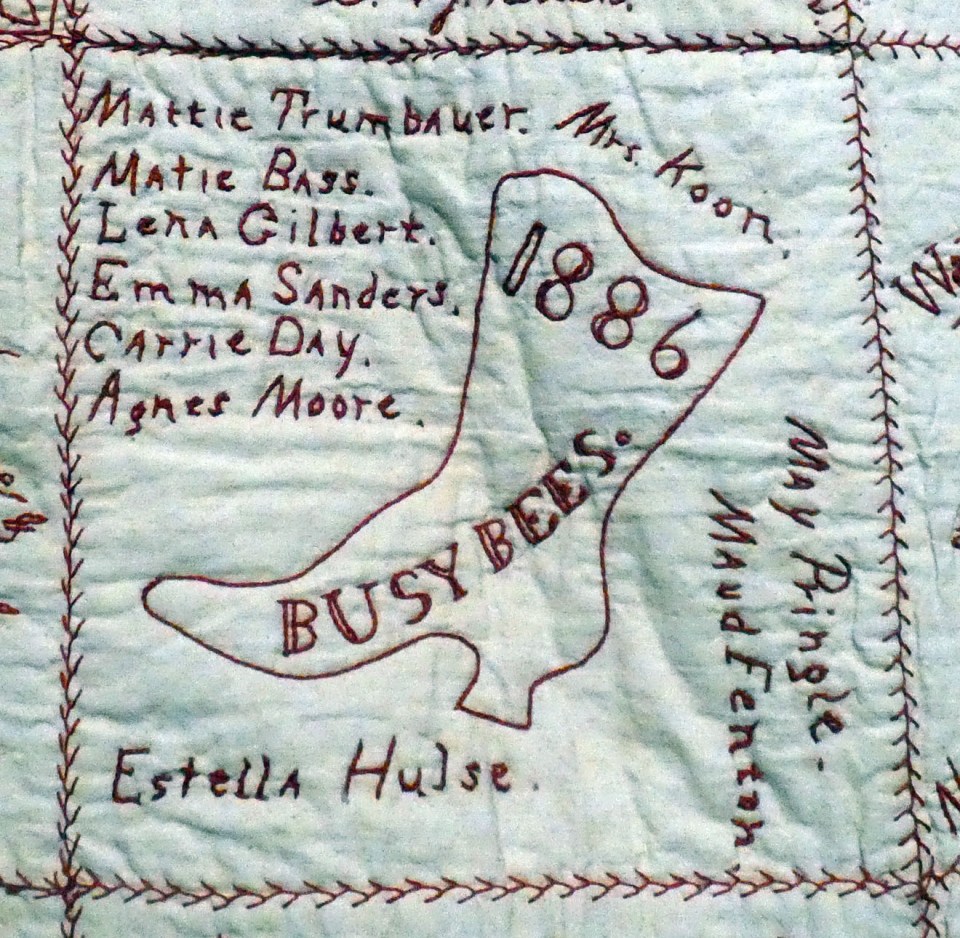 Mattie Trumbauer.
Mrs. Koon.
Matie Bass.
Lena Gilbert.
Emma Sanders.
Carrie Day.
Agnes Moore.
1886
BUSY BEES.
May Pringle.
Maud Fenton
Estella Hulse.